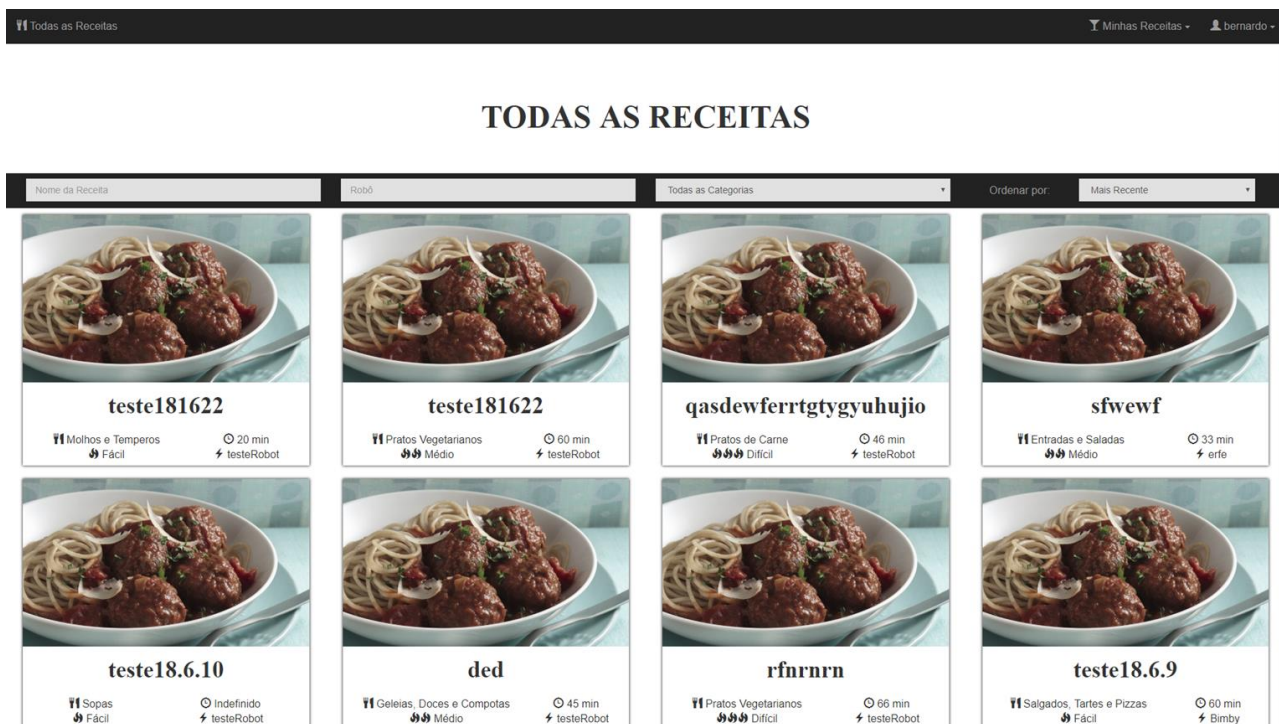 Todas as Receitas
Minhas Receitas
bernardo
TODAS AS RECEITAS
Nome da Receita
Robô
Todas as Categorias
Ordenar por:
Mais Recente
teste181622
Molhos e Temperos
20 min
Fácil
testeRobot
teste181622
Pratos Vegetarianos
60 min
Médio
testeRobot
qasdewferrtgtygyuhujio
Pratos de Carne
46 min
Difícil
testeRobot
sfwewf
Entradas e Saladas
33 min
Médio
erfe
teste18.6.10
Sopas
Indefinido
Fácil
testeRobot
ded
Geleias, Doces e Compotas
45 min
Médio
testeRobot
rfnrnrn
Pratos Vegetarianos
66 min
Difícil
testeRobot
teste18.6.9
Salgados, Tartes e Pizzas
60 min
Fácil
Bimby